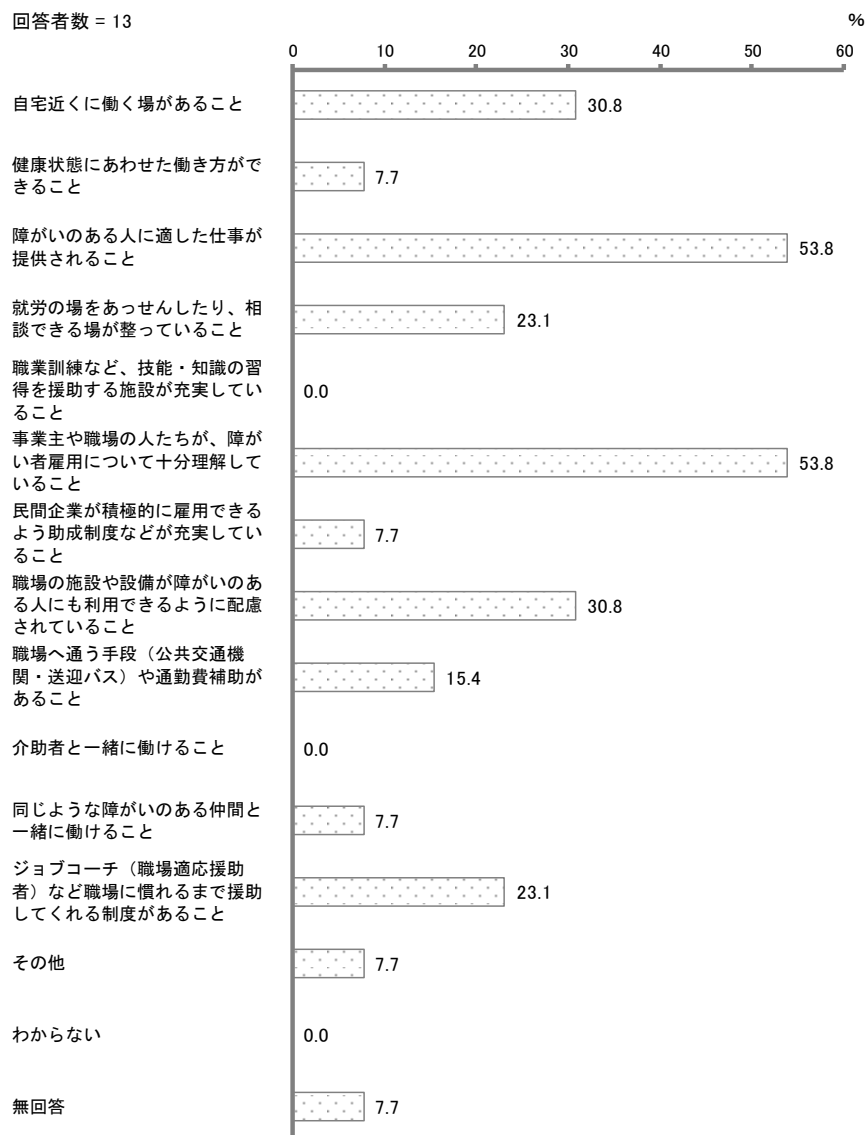 回答者数 = 13
%
0 10 20 30 40 50 60
自宅近くに働く場があること
30.8
健康状態にあわせた働き方がで
きること
7.7
障がいのある人に適した仕事が
提供されること
53.8
就労の場をあっせんしたり、相
談できる場が整っていること
23.1
職業訓練など、技能・知識の習
得を援助する施設が充実してい
ること
0.0
事業主や職場の人たちが、障が
い者雇用について十分理解して
いること
53.8
民間企業が積極的に雇用できる
よう助成制度などが充実してい
ること
7.7
職場の施設や設備が障がいのあ
る人にも利用できるように配慮
されていること
30.8
職場へ通う手段（公共交通機
関・送迎バス）や通勤費補助が
あること
15.4
介助者と一緒に働けること
0.0
同じような障がいのある仲間と
一緒に働けること
7.7
ジョブコーチ（職場適応援助
者）など職場に慣れるまで援助
してくれる制度があること
23.1
その他
7.7
わからない
0.0
無回答
7.7